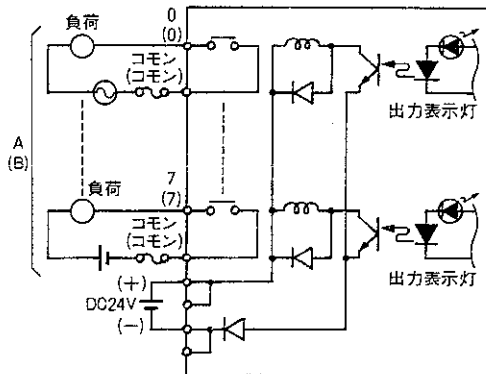 負荷
0
(0)
コモン
(コモン)
出力表示灯
A
(B)
負荷
7
(7)
コモン
(コモン)
出力表示灯
(+)
DC24V
(−)